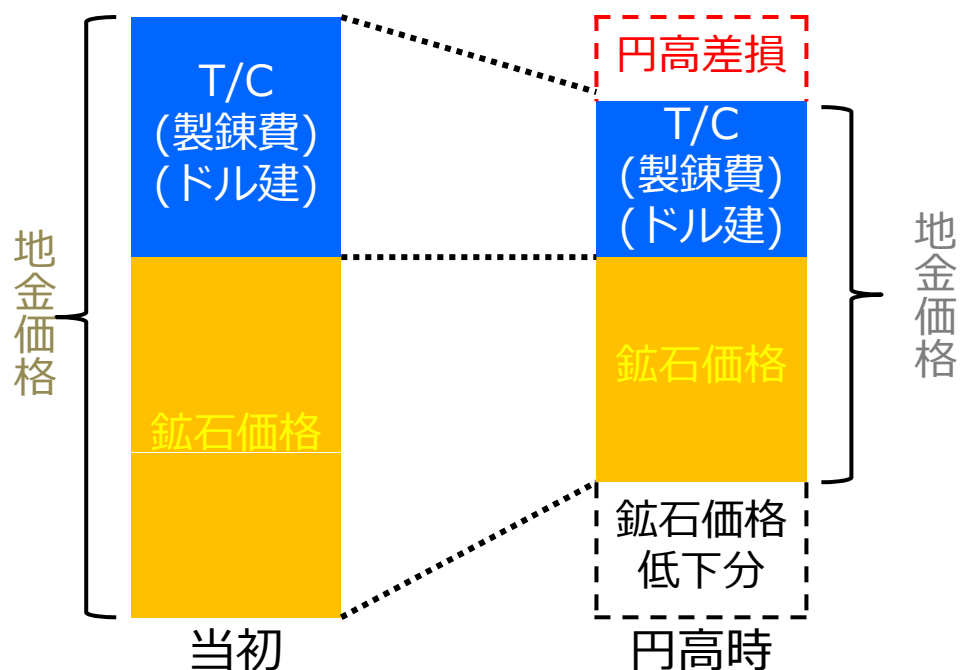 地金価格
T/C
(製錬費)
(ドル建)
鉱石価格
当初
円高差損
T/C
(製錬費)
(ドル建)
鉱石価格
鉱石価格
低下分
円高時
地金価格